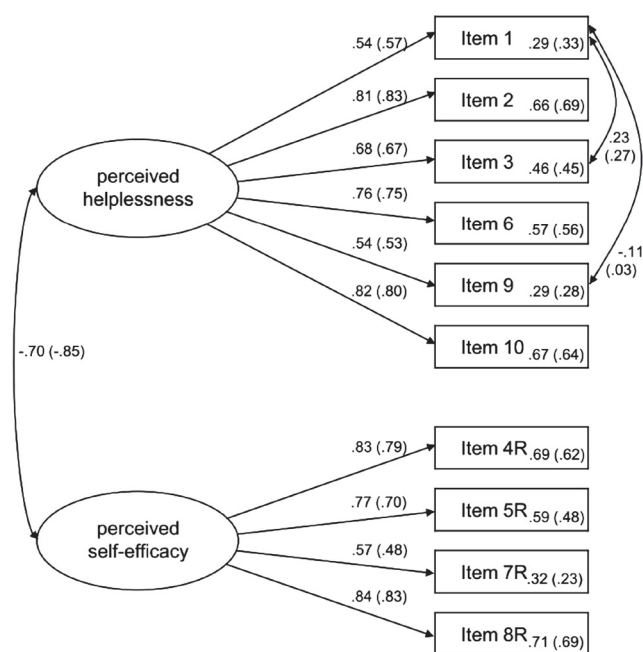 .54 (.57)
Item 1 .29 (.33)
.81 (.83)
Item 2 .66 (.69)
.68 (.67)
Item 3 .46 (.45)
.23
(.27)
perceived
helplessness
.76 (.75)
Item 6 .57 (.56)
.54 (.53)
Item 9 .29 (.28)
-.11
(.03)
.82 (.80)
Item 10 .67 (.64)
-.70 (-.85)
.83 (.79)
Item 4R .69 (.62)
.77 (.70)
Item 5R .59 (.48)
perceived
self-efficacy
.57 (.48)
Item 7R .32 (.23)
.84 (.83)
Item 8R .71 (.69)